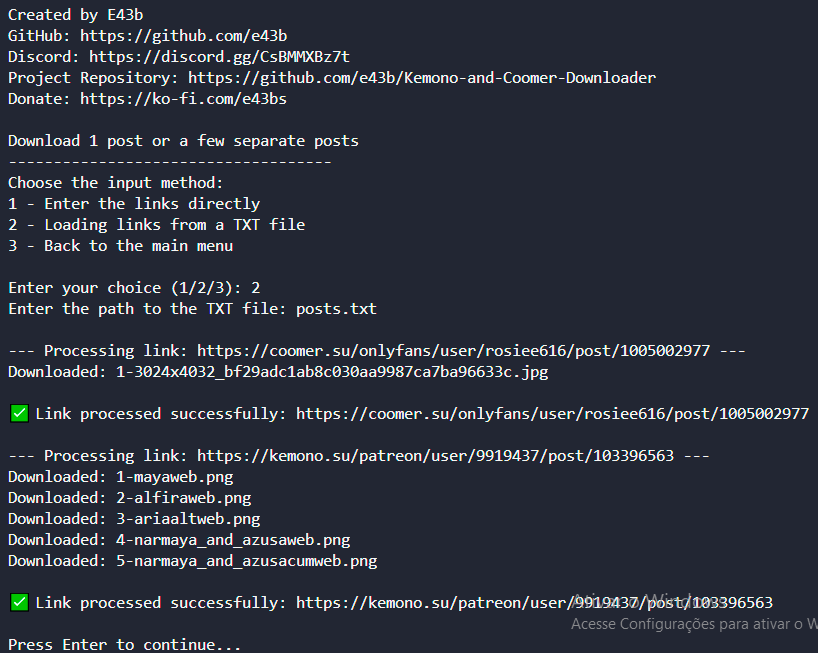 Created by E43b
GitHub: https://github.com/e43b
Discord: https://discord.gg/CsBMMXBz7t
Project Repository: https://github.com/e43b/Kemono-and-Coomer-Downloader
Donate: https://ko-fi.com/e43bs
Download 1 post or a few separate posts
------------------------------------
Choose the input method:
1 - Enter the links directly
2 - Loading links from a TXT file
3 - Back to the main menu
Enter your choice (1/2/3): 2
Enter the path to the TXT file: posts.txt
--- Processing link: https://coomer.su/onlyfans/user/rosiee616/post/1005002977 ---
Downloaded: 1-3024x4032_bf29adc1ab8c030aa9987ca7ba96633c.jpg
✅ Link processed successfully: https://coomer.su/onlyfans/user/rosiee616/post/1005002977
--- Processing link: https://kemono.su/patreon/user/9919437/post/103396563 ---
Downloaded: 1-mayaweb.png
Downloaded: 2-alfiraweb.png
Downloaded: 3-ariaaltweb.png
Downloaded: 4-narmaya_and_azusaweb.png
Downloaded: 5-narmaya_and_azusacumweb.png
✅ Link processed successfully: https://kemono.su/patreon/user/9919437/post/103396563
Ativar o Windows
Acesse Configurações para ativar o W
Press Enter to continue...